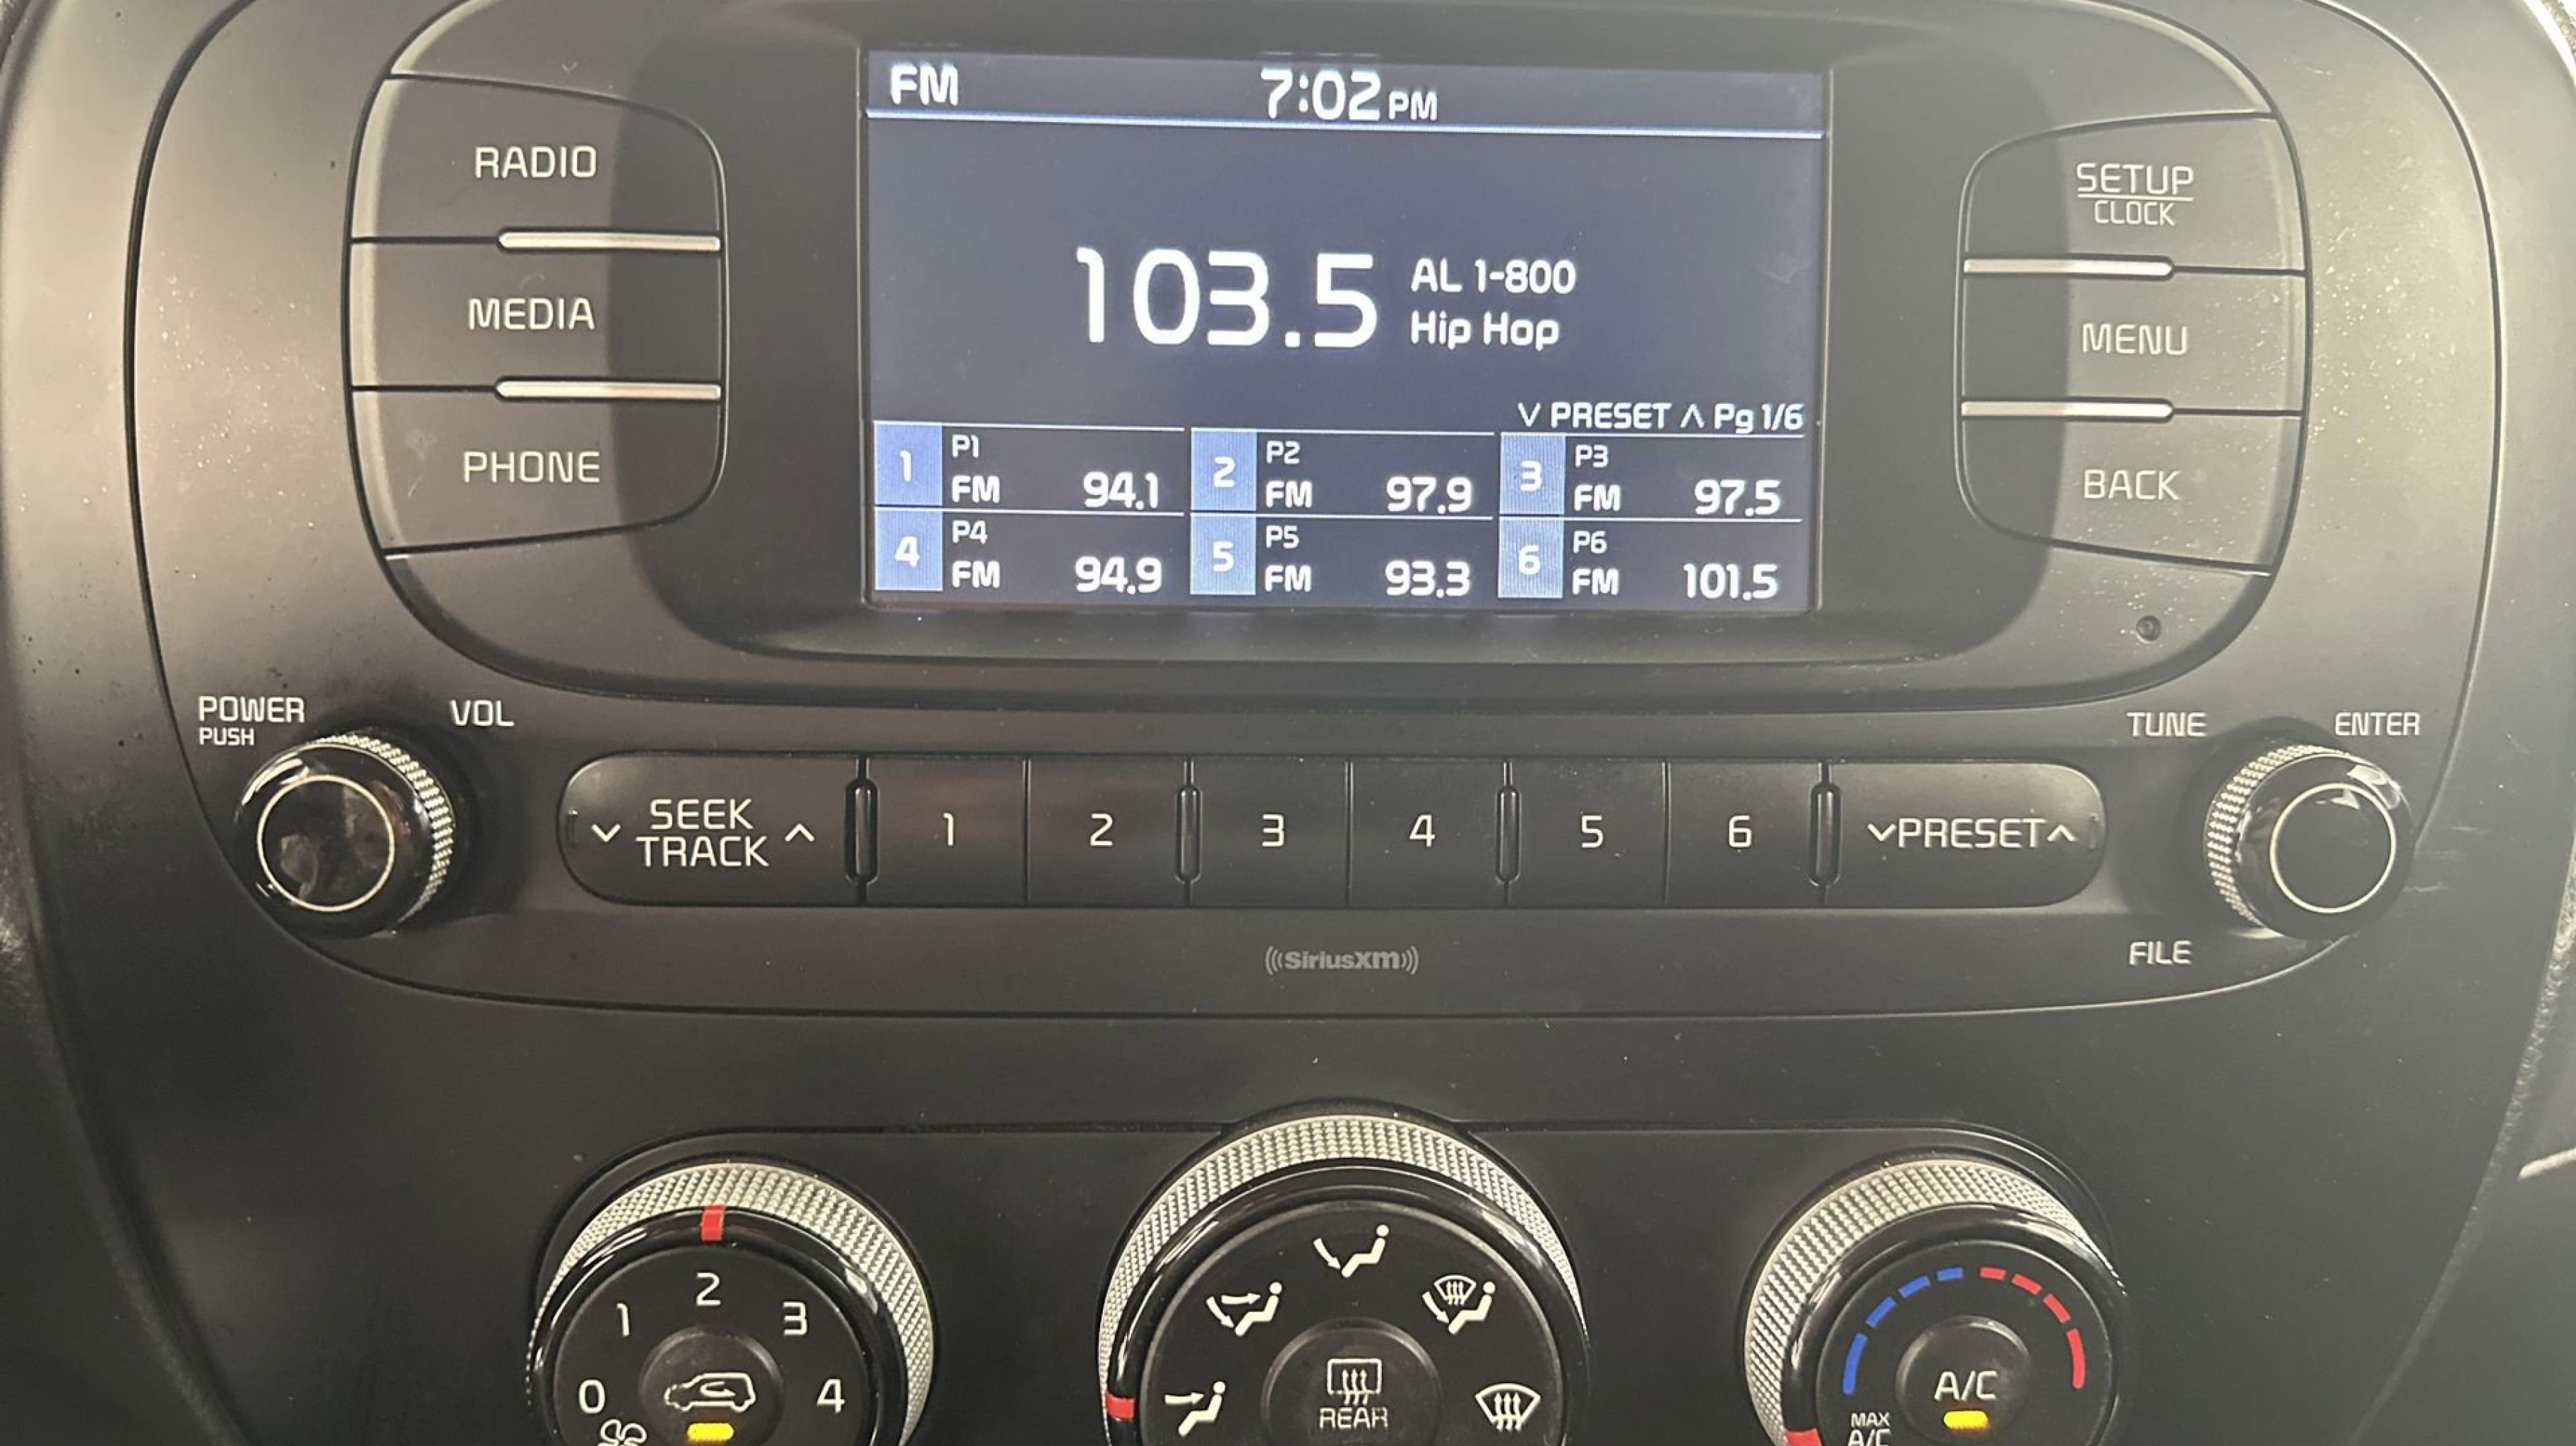 FM 7:02 PM
RADIO
MEDIA
PHONE
103.5 AL 1-800
Hip Hop
SETUP
CLOCK
MENU
BACK
∨ PRESET ∧ Pg 1/6
1 P1 FM 94.1
2 P2 FM 97.9
3 P3 FM 97.5
4 P4 FM 94.9
5 P5 FM 93.3
6 P6 FM 101.5
POWER
PUSH
VOL
TUNE
ENTER
SEEK
TRACK
1 2 3 4 5 6
∨PRESET∧
SiriusXM
FILE
0 1 2 3 4
REAR
A/C
MAX
A/C